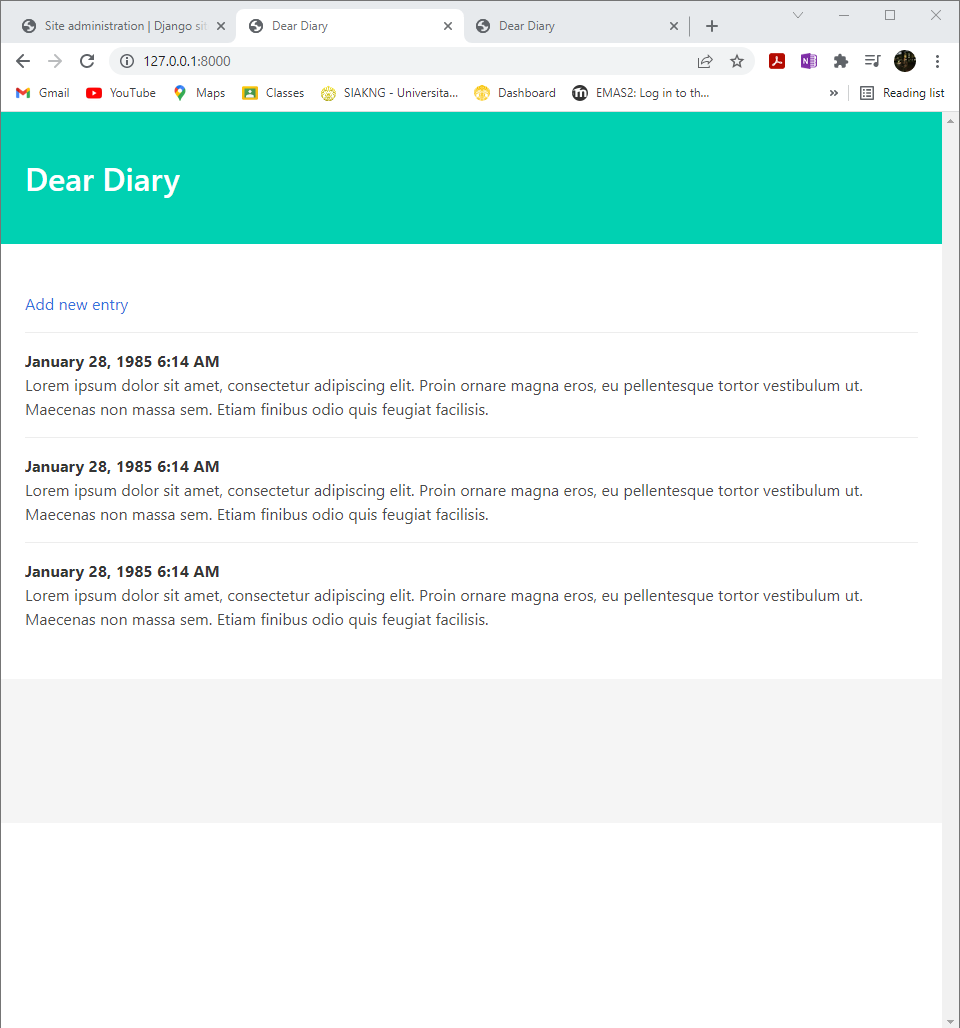 Site administration | Django sit
Dear Diary
Dear Diary
127.0.0.1:8000
Gmail
YouTube
Maps
Classes
SIAKNG - Universita...
Dashboard
EMAS2: Log in to th...
»
Reading list
Dear Diary
Add new entry
January 28, 1985 6:14 AM
Lorem ipsum dolor sit amet, consectetur adipiscing elit. Proin ornare magna eros, eu pellentesque tortor vestibulum ut.
Maecenas non massa sem. Etiam finibus odio quis feugiat facilisis.
January 28, 1985 6:14 AM
Lorem ipsum dolor sit amet, consectetur adipiscing elit. Proin ornare magna eros, eu pellentesque tortor vestibulum ut.
Maecenas non massa sem. Etiam finibus odio quis feugiat facilisis.
January 28, 1985 6:14 AM
Lorem ipsum dolor sit amet, consectetur adipiscing elit. Proin ornare magna eros, eu pellentesque tortor vestibulum ut.
Maecenas non massa sem. Etiam finibus odio quis feugiat facilisis.